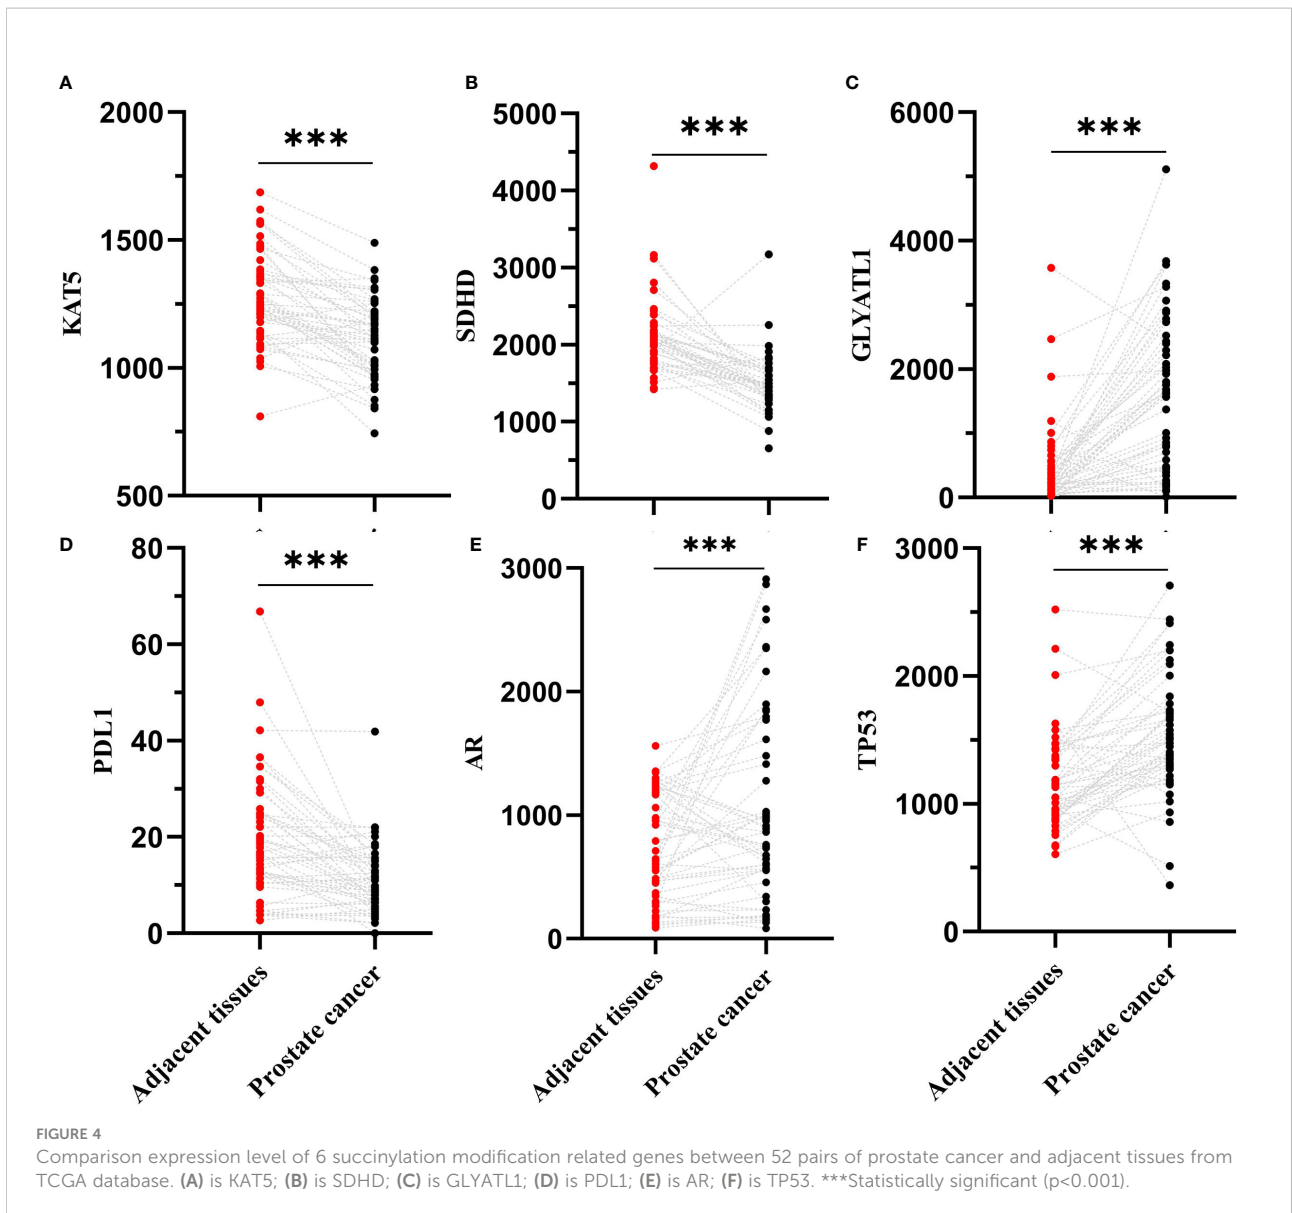 A
B
C
2000
1500
1000
500
KAT5
***
5000
4000
3000
2000
1000
0
SDHD
***
6000
4000
2000
0
GLYATL1
***
D
E
F
80
60
40
20
0
PDL1
***
Adjacent tissues
Prostate cancer
3000
2000
1000
0
AR
***
Adjacent tissues
Prostate cancer
3000
2000
1000
0
TP53
***
Adjacent tissues
Prostate cancer
FIGURE 4
Comparison expression level of 6 succinylation modification related genes between 52 pairs of prostate cancer and adjacent tissues from
TCGA database. (A) is KAT5; (B) is SDHD; (C) is GLYATL1; (D) is PDL1; (E) is AR; (F) is TP53. ***Statistically significant (p<0.001).